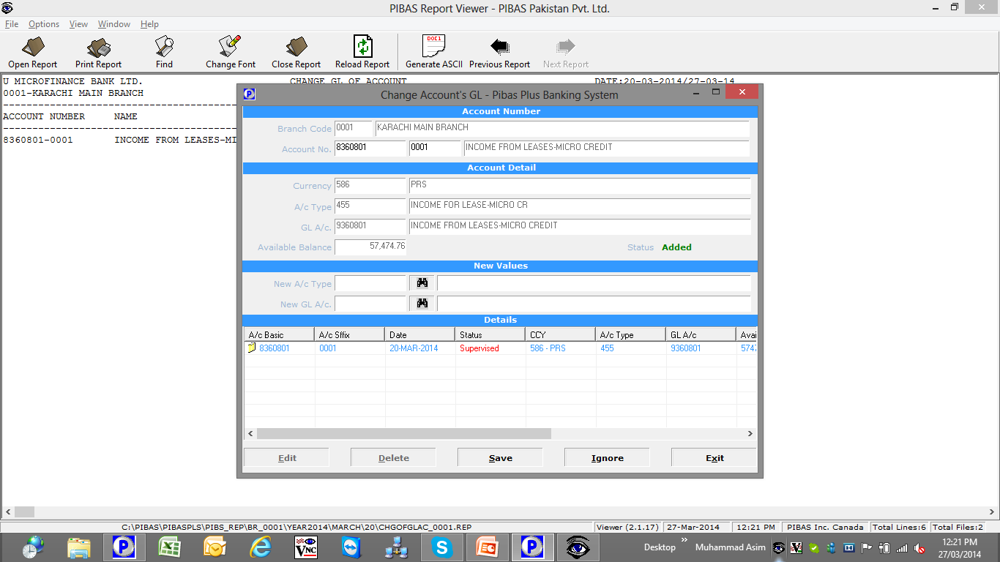 PIBAS Report Viewer - PIBAS Pakistan Pvt. Ltd.
File Options View Window Help
Open Report Print Report Find Change Font Close Report Reload Report DOC1 Generate ASCII Previous Report Next Report
U MICROFINANCE BANK LTD. CHANGE GL OF ACCOUNT DATE:20-03-2014/27-03-14
0001-KARACHI MAIN BRANCH
ACCOUNT NUMBER NAME
8360801-0001 INCOME FROM LEASES-MI
Change Account's GL - Pibas Plus Banking System
Account Number
Branch Code 0001 KARACHI MAIN BRANCH
Account No. 8360801 0001 INCOME FROM LEASES-MICRO CREDIT
Account Detail
Currency 586 PRS
A/c Type 455 INCOME FOR LEASE-MICRO CR
GL A/c. 9360801 INCOME FROM LEASES-MICRO CREDIT
Available Balance 57,474.76 Status Added
New Values
New A/c Type
New GL A/c.
Details
A/c Basic A/c Sffix Date Status CCY A/c Type GL A/c Avai
8360801 0001 20-MAR-2014 Supervised 586 - PRS 455 9360801 5747
Edit Delete Save Ignore Exit
C:\PIBAS\PIBASPLS\PIBS_REP\BR_0001\YEAR2014\MARCH\20\CHGOFGLAC_0001.REP Viewer (2.1.17) 27-Mar-2014 12:21 PM PIBAS Inc. Canada Total Lines:6 Total Files:2
Desktop Muhammad Asim 12:21 PM
27/03/2014